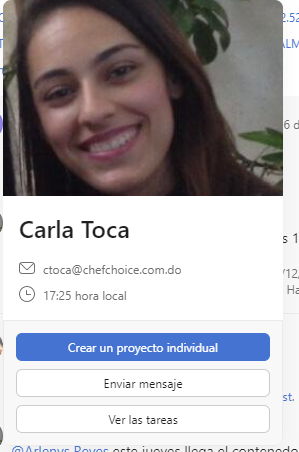 2.52
ALM
6 d
Carla Toca
s 1
ctoca@chefchoice.com.do
/12,
17:25 hora local
Ha
Crear un proyecto individual
Enviar mensaje
st.
Ver las tareas
@Arlenys Reyes este jueves llega el contenedo